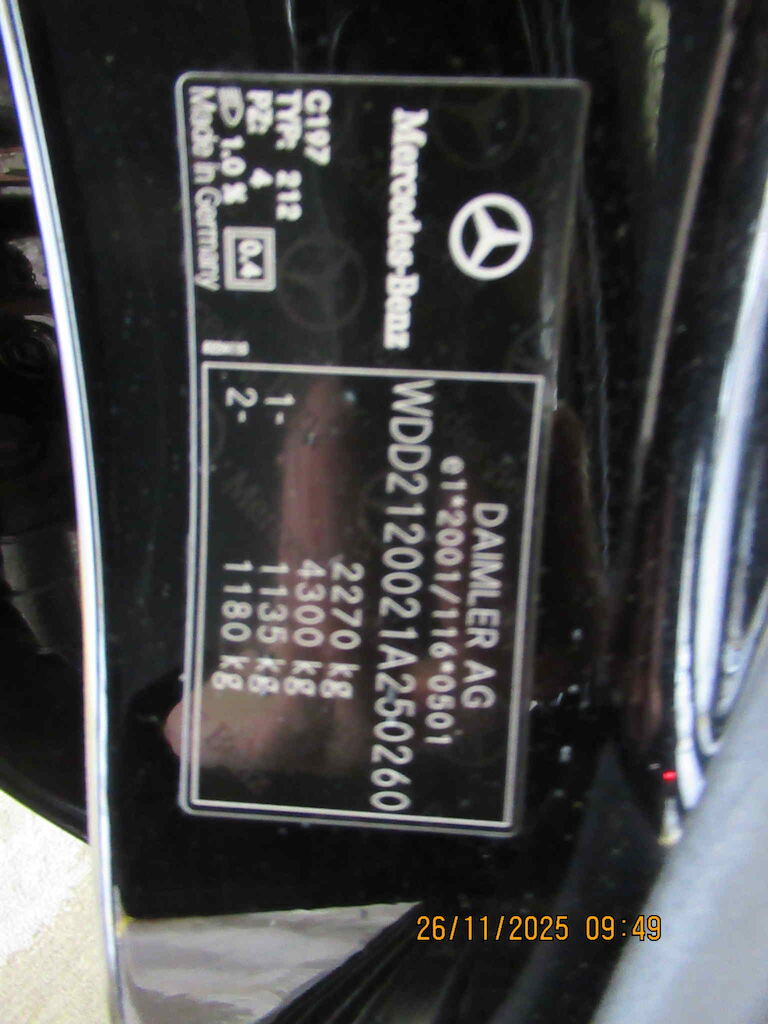 Mercedes-Benz
C197
TYP: 212
PZ: 4
1.0 %
0.4
Made in Germany
DAIMLER AG
e1*2001/116*0501
WDD2120021A250260
2270 kg
4300 kg
1- 1135 kg
2- 1180 kg
26/11/2025 09:49